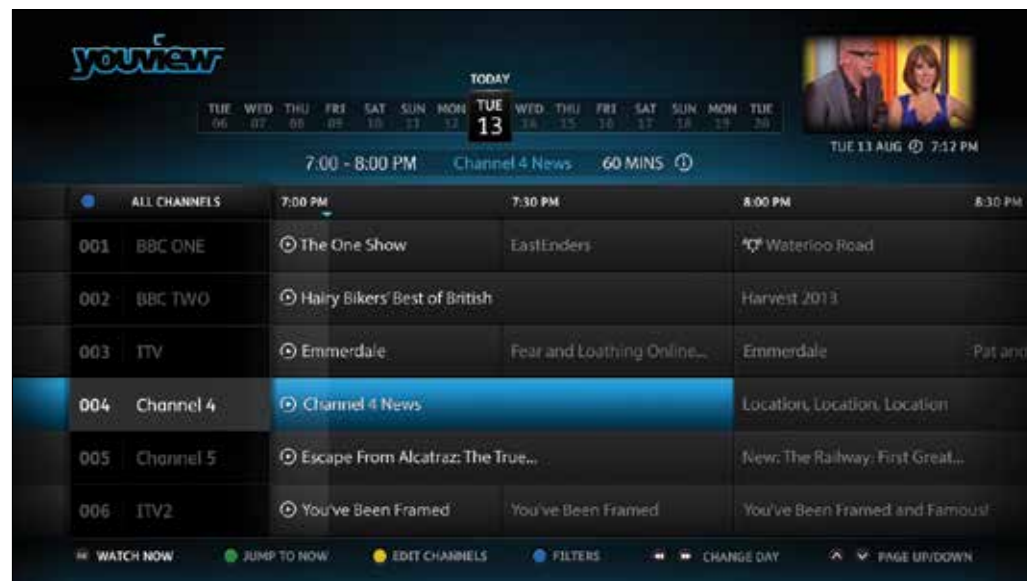 youview
TODAY
TUE WED THU FRI SAT SUN MON TUE WED THU FRI SAT SUN MON TUE
06 07 08 09 10 11 12 13 14 15 16 17 18 19 20
TUE 13 AUG 7:12 PM
7:00 - 8:00 PM Channel 4 News 60 MINS
ALL CHANNELS 7:00 PM 7:30 PM 8:00 PM 8:30 PM
001 BBC ONE The One Show EastEnders Waterloo Road
002 BBC TWO Hairy Bikers' Best of British Harvest 2013
003 ITV Emmerdale Fear and Loathing Online... Emmerdale Pat and
004 Channel 4 Channel 4 News Location, Location, Location
005 Channel 5 Escape From Alcatraz: The True... New: The Railway: First Great...
006 ITV2 You've Been Framed You've Been Framed You've Been Framed and Famous!
WATCH NOW JUMP TO NOW EDIT CHANNELS FILTERS CHANGE DAY PAGE UP/DOWN